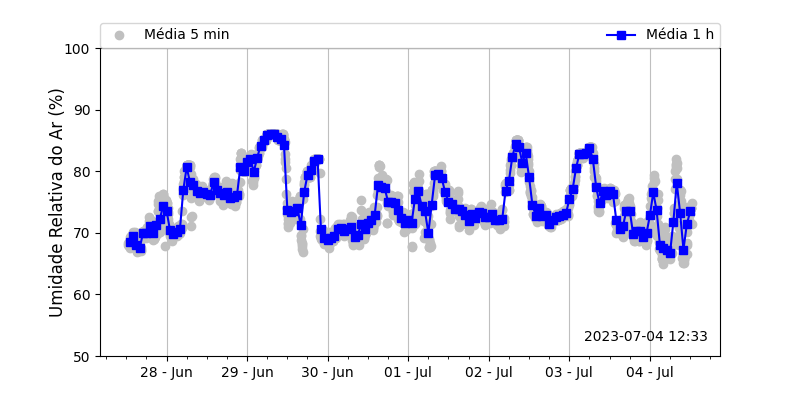 Média 5 min
Média 1 h
100
90
80
70
60
50
Umidade Relativa do Ar (%)
2023-07-04 12:33
28 - Jun
29 - Jun
30 - Jun
01 - Jul
02 - Jul
03 - Jul
04 - Jul